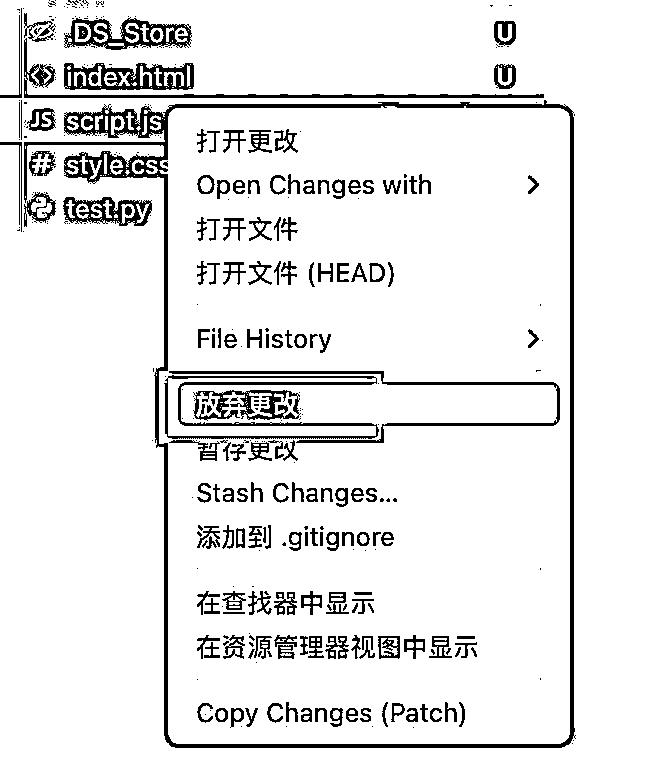 .DS_Store U
index.html U
JS script.js
# style.css
test.py
打开更改
Open Changes with
打开文件
打开文件 (HEAD)
File History
放弃更改
暂存更改
Stash Changes...
添加到 .gitignore
在查找器中显示
在资源管理器视图中显示
Copy Changes (Patch)